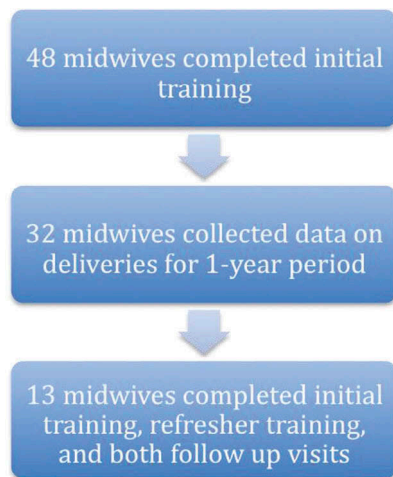 48 midwives completed initial
training
32 midwives collected data on
deliveries for 1-year period
13 midwives completed initial
training, refresher training,
and both follow up visits